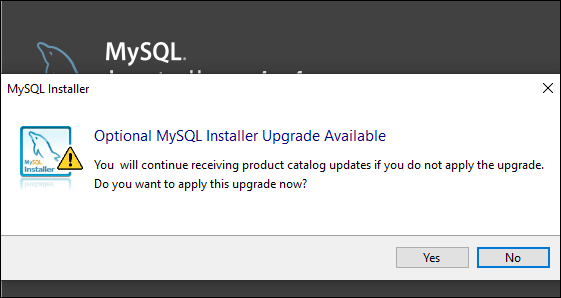 MySQL®
MySQL Installer
Optional MySQL Installer Upgrade Available
You will continue receiving product catalog updates if you do not apply the upgrade.
Do you want to apply this upgrade now?
MySQL
Installer
Yes
No